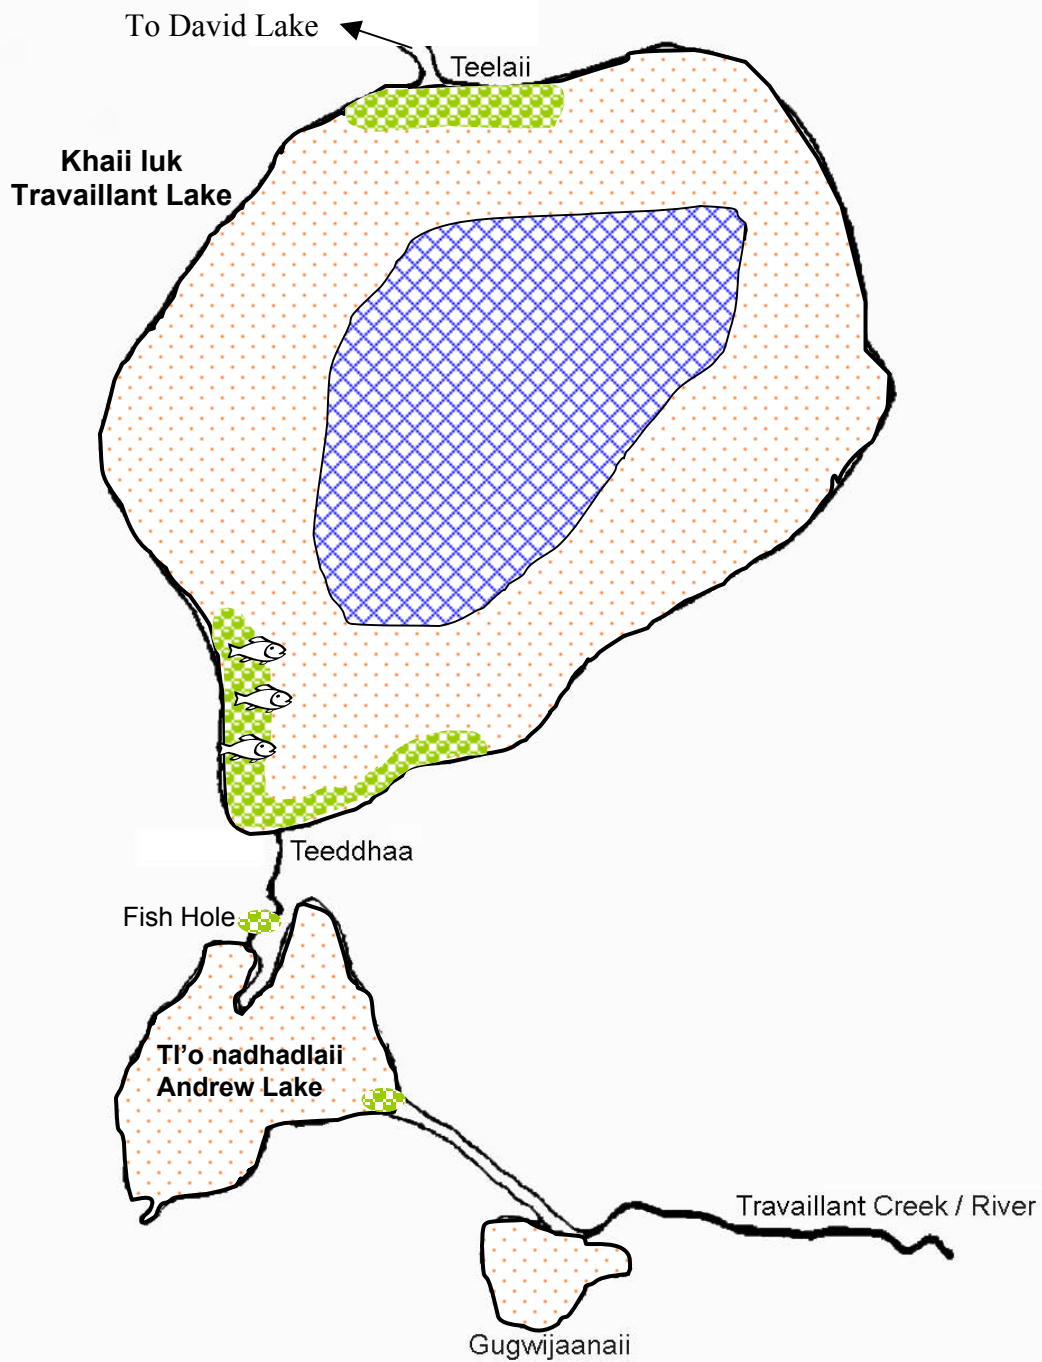 To David Lake
Teelaii
Khaii luk
Travaillant Lake
Teeddhaa
Fish Hole
Tl’o nadhadlaii
Andrew Lake
Travaillant Creek / River
Gugwijaanaii